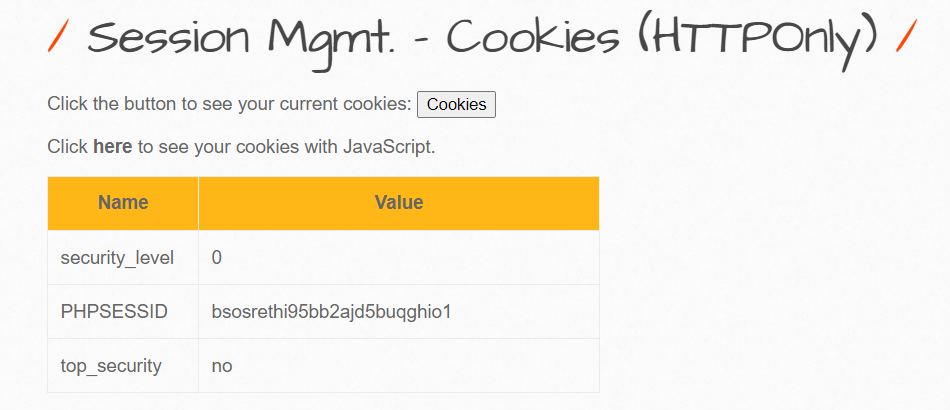 / Session Mgmt. - Cookies (HTTPOnly) /
Click the button to see your current cookies: Cookies
Click here to see your cookies with JavaScript.
Name Value
security_level 0
PHPSESSID bsosrethi95bb2ajd5buqghio1
top_security no